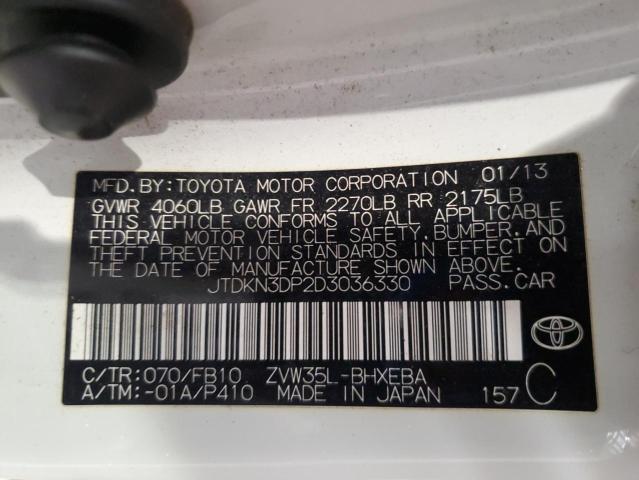 MFD. BY: TOYOTA MOTOR CORPORATION 01/13
GVWR 4060LB GAWR FR 2270LB RR 2175LB
THIS VEHICLE CONFORMS TO ALL APPLICABLE
FEDERAL MOTOR VEHICLE SAFETY, BUMPER, AND
THEFT PREVENTION STANDARDS IN EFFECT ON
THE DATE OF MANUFACTURE SHOWN ABOVE.
JTDKN3DP2D3036330 PASS. CAR
C/TR: 070/FB10 ZVW35L-BHXEBA
A/TM: -01A/P410 MADE IN JAPAN 157 C